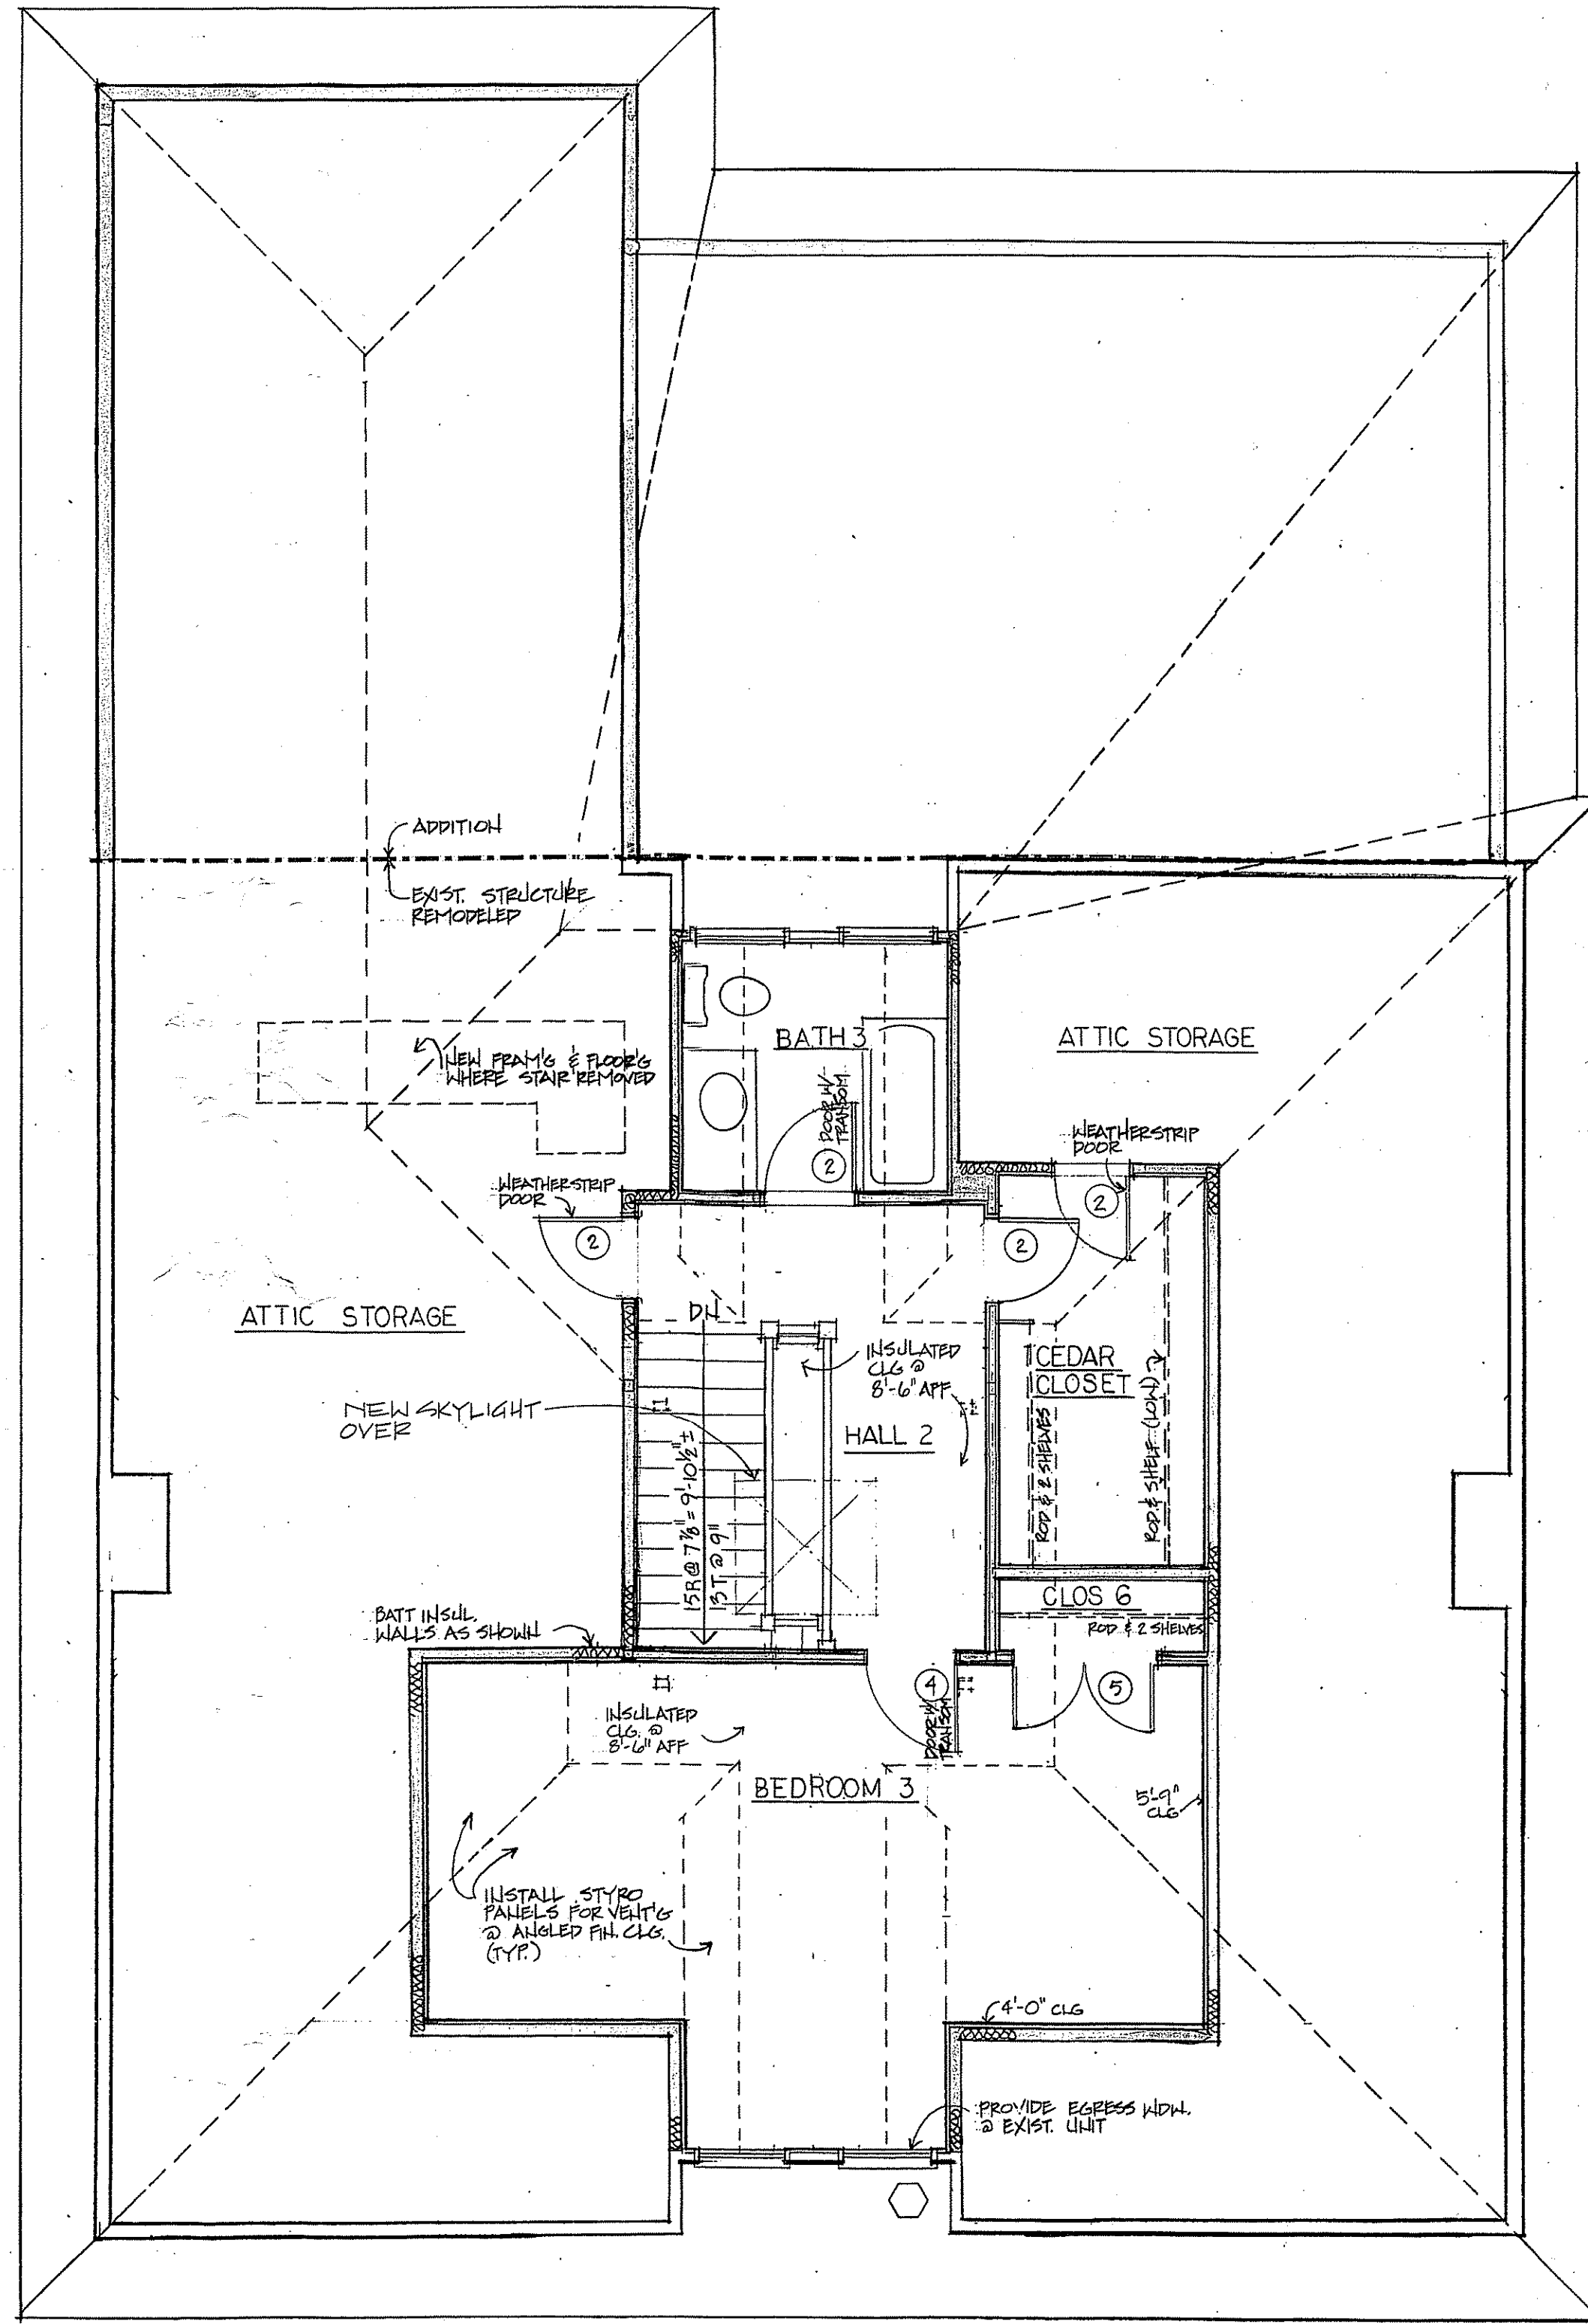 ADDITION
EXIST. STRUCTURE
REMODELED
NEW FRAM'G & FLOOR'G
WHERE STAIR REMOVED
BATH 3
DOOR W/
TRANSOM
2
ATTIC STORAGE
WEATHERSTRIP
DOOR
2
WEATHERSTRIP
DOOR
2
2
ATTIC STORAGE
DN
INSULATED
CLG @
8'-6" AFF
CEDAR
CLOSET
ROD & 2 SHELVES
ROD & SHELF (LOW)
NEW SKYLIGHT
OVER
HALL 2
15R @ 7 7/8" = 9'-10 1/2" ±
13T @ 9"
CLOS 6
ROD & 2 SHELVES
BATT INSUL.
WALLS AS SHOWN
4
DOOR W/
TRANSOM
5
INSULATED
CLG. @
8'-6" AFF
BEDROOM 3
5'-9"
CLG
INSTALL STYRO
PANELS FOR VENT'G
@ ANGLED FIN. CLG.
(TYP.)
4'-0" CLG
PROVIDE EGRESS WDW.
@ EXIST. UNIT